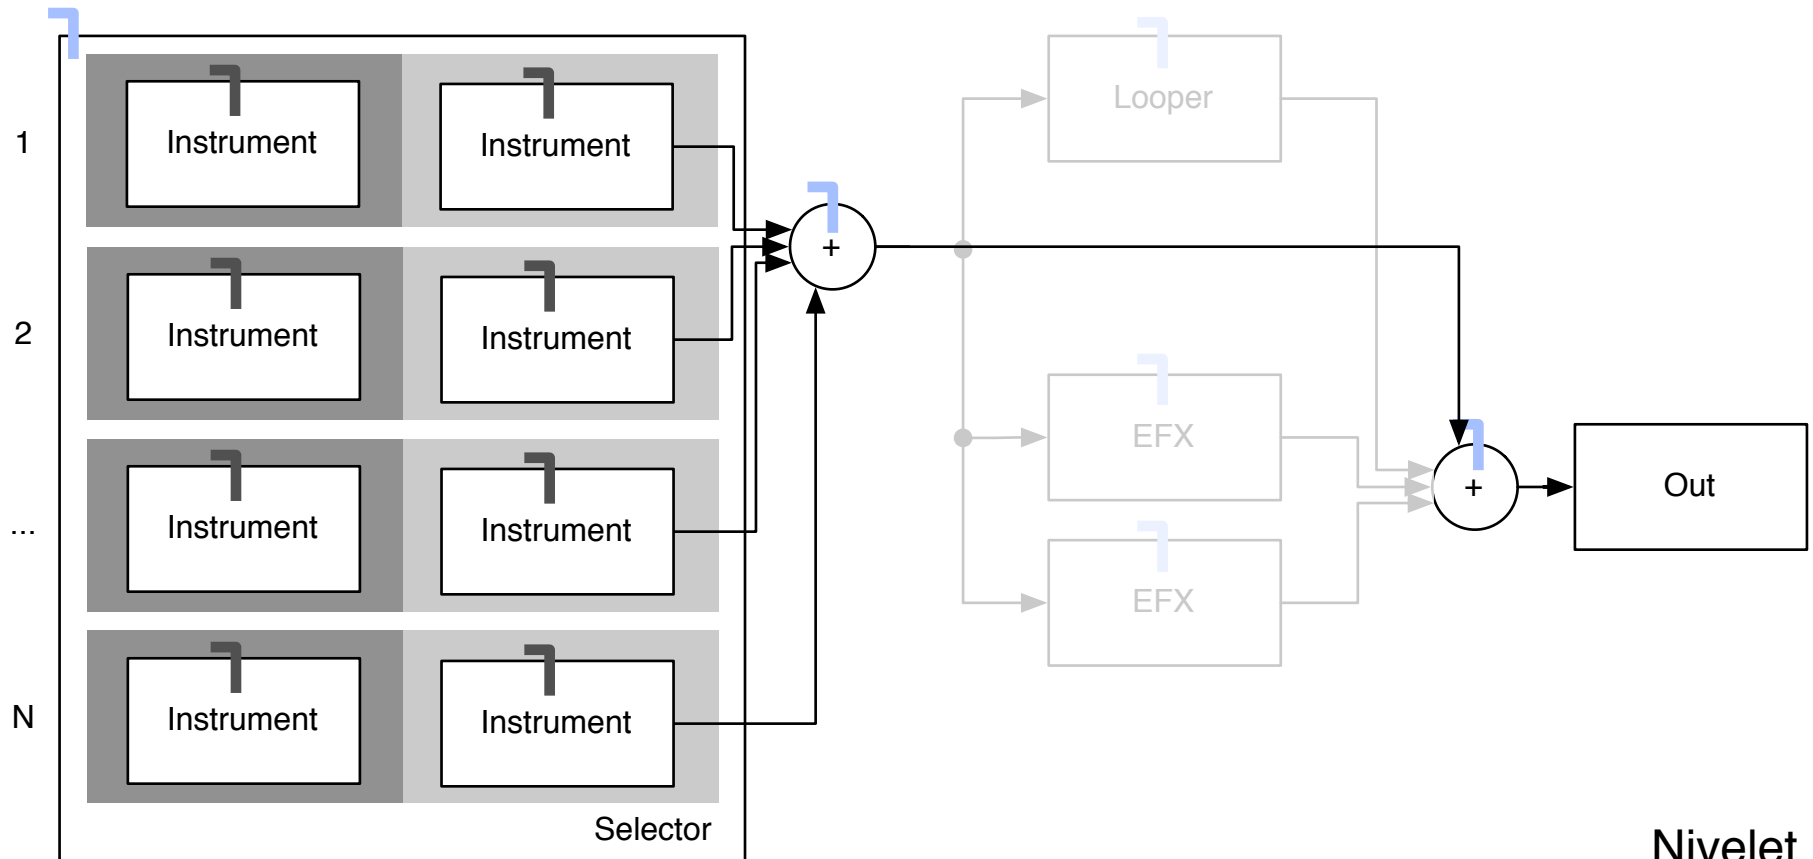 1
Instrument
Instrument
2
Instrument
Instrument
...
Instrument
Instrument
N
Instrument
Instrument
Selector
+
Looper
EFX
EFX
+
Out
Nivelet